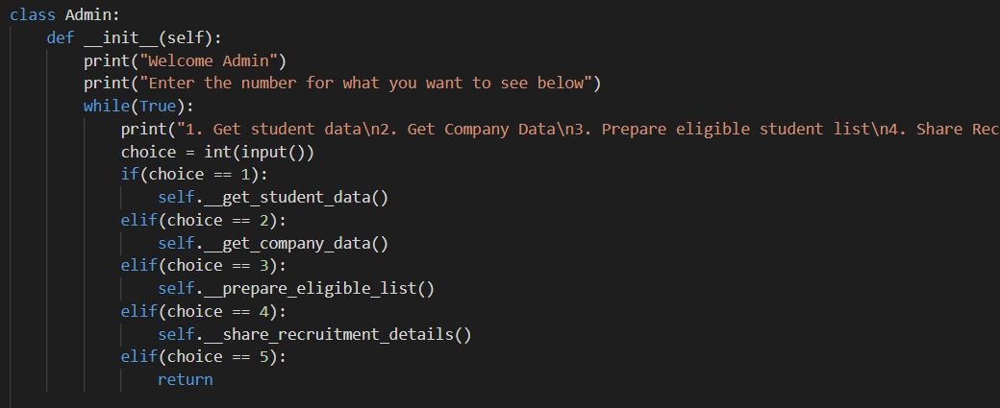 class Admin:
    def __init__(self):
        print("Welcome Admin")
        print("Enter the number for what you want to see below")
        while(True):
            print("1. Get student data\n2. Get Company Data\n3. Prepare eligible student list\n4. Share Rec
            choice = int(input())
            if(choice == 1):
                self.__get_student_data()
            elif(choice == 2):
                self.__get_company_data()
            elif(choice == 3):
                self.__prepare_eligible_list()
            elif(choice == 4):
                self.__share_recruitment_details()
            elif(choice == 5):
                return